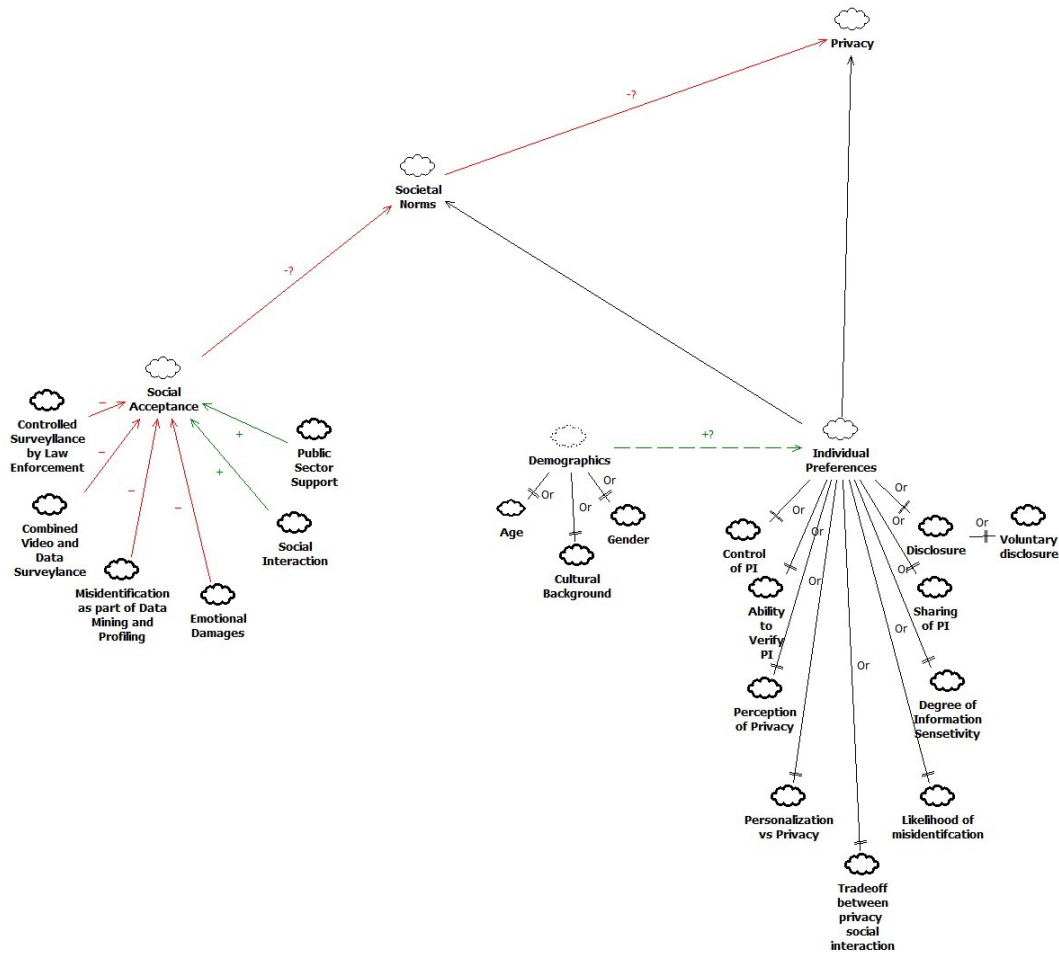 Privacy
-?
Societal
Norms
-?
Social
Acceptance
Controlled
Surveyllance
by Law
Enforcement
–
–
–
–
+
+
Public
Sector
Support
Combined
Video and
Data
Surveylance
Misidentification
as part of Data
Mining and
Profiling
Emotional
Damages
Social
Interaction
Demographics
+?
Individual
Preferences
Or
Or
Or
Age
Gender
Cultural
Background
Or
Or
Or
Or
Or
Or
Or
Or
Or
Or
Control
of PI
Disclosure
Voluntary
disclosure
Ability
to
Verify
PI
Sharing
of PI
Perception
of Privacy
Degree of
Information
Sensetivity
Personalization
vs Privacy
Likelihood of
misidentifcation
Tradeoff
between
privacy
social
interaction